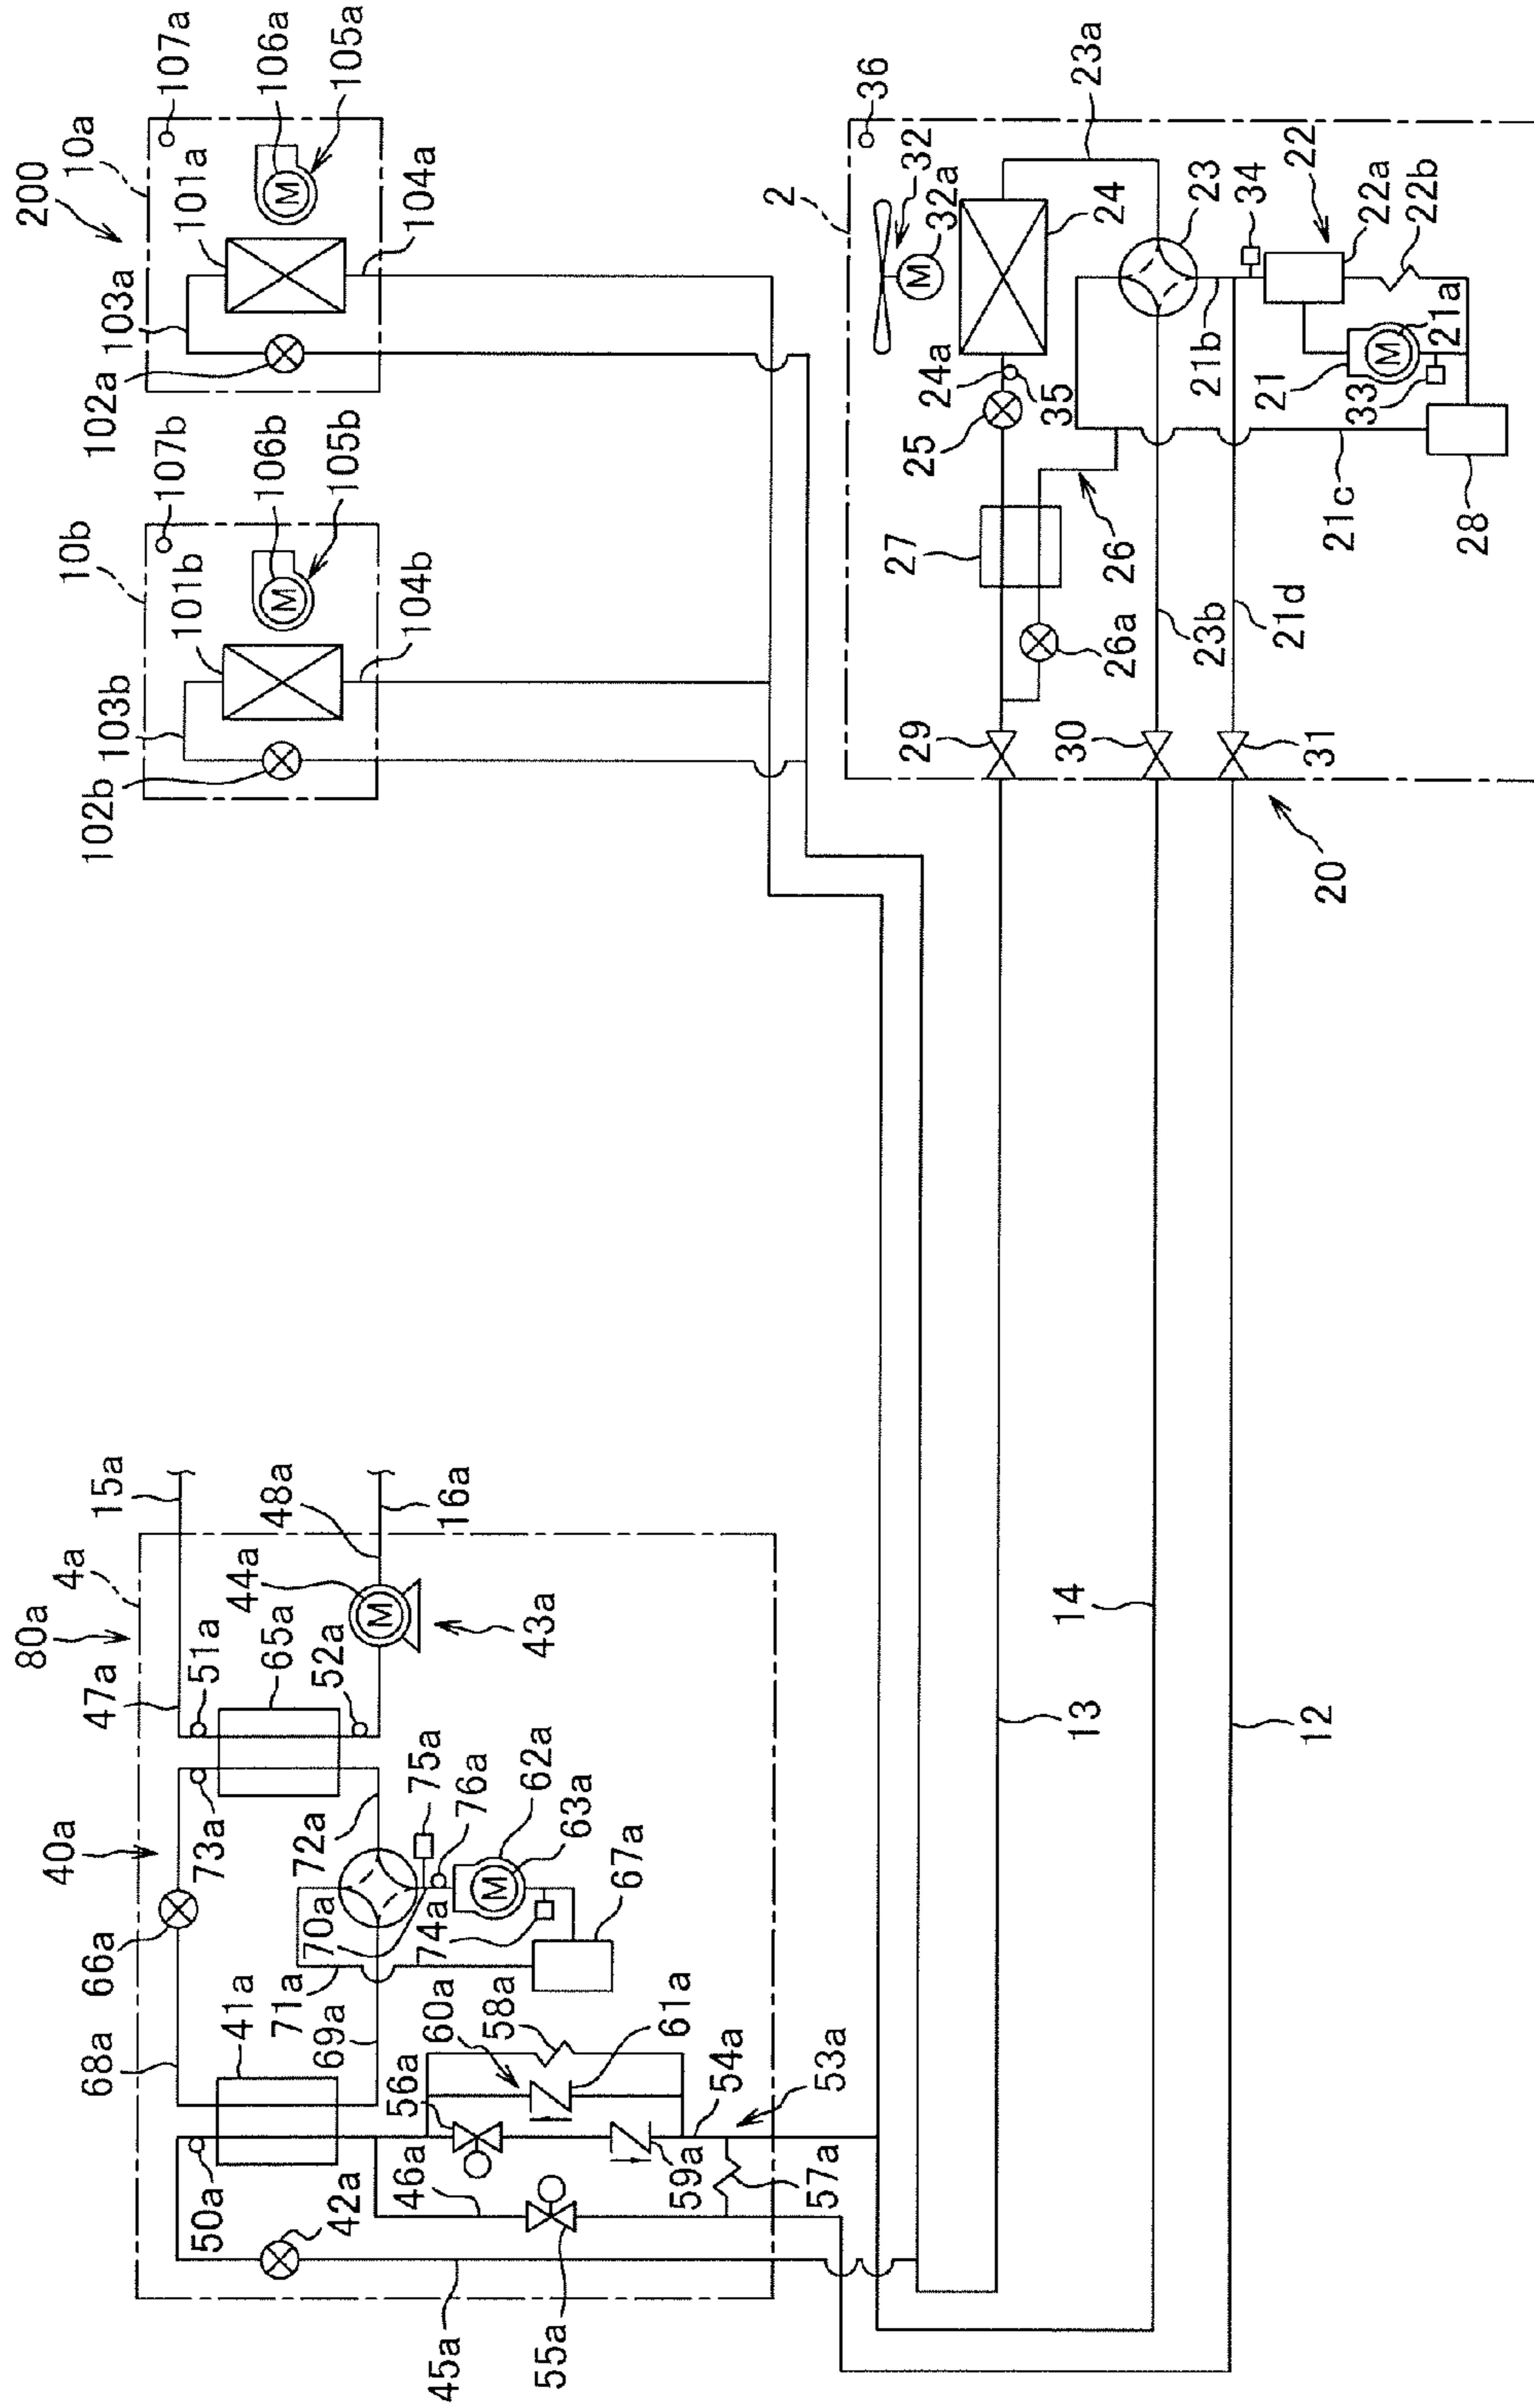 200
10a
107a
106a
105a
101a
103a
102a
104a
10b
107b
106b
105b
101b
103b
102b
104b
M
M
2
36
32
32a
M
23a
24
24a
25
35
23
34
22
22a
22b
21b
21
21a
M
33
27
26
26a
21c
28
23b
21d
29
30
31
20
15a
48a
16a
4a
80a
44a
M
43a
47a
51a
65a
52a
40a
73a
72a
75a
76a
62a
63a
M
66a
70a
74a
67a
71a
68a
41a
69a
60a
58a
61a
56a
54a
53a
50a
42a
46a
59a
57a
45a
55a
14
13
12